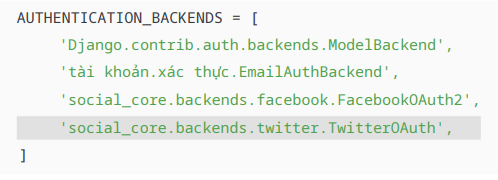 AUTHENTICATION_BACKENDS = [
'Django.contrib.auth.backends.ModelBackend',
'tài khoản.xác thực.EmailAuthBackend',
'social_core.backends.facebook.FacebookOAuth2',
'social_core.backends.twitter.TwitterOAuth',
]